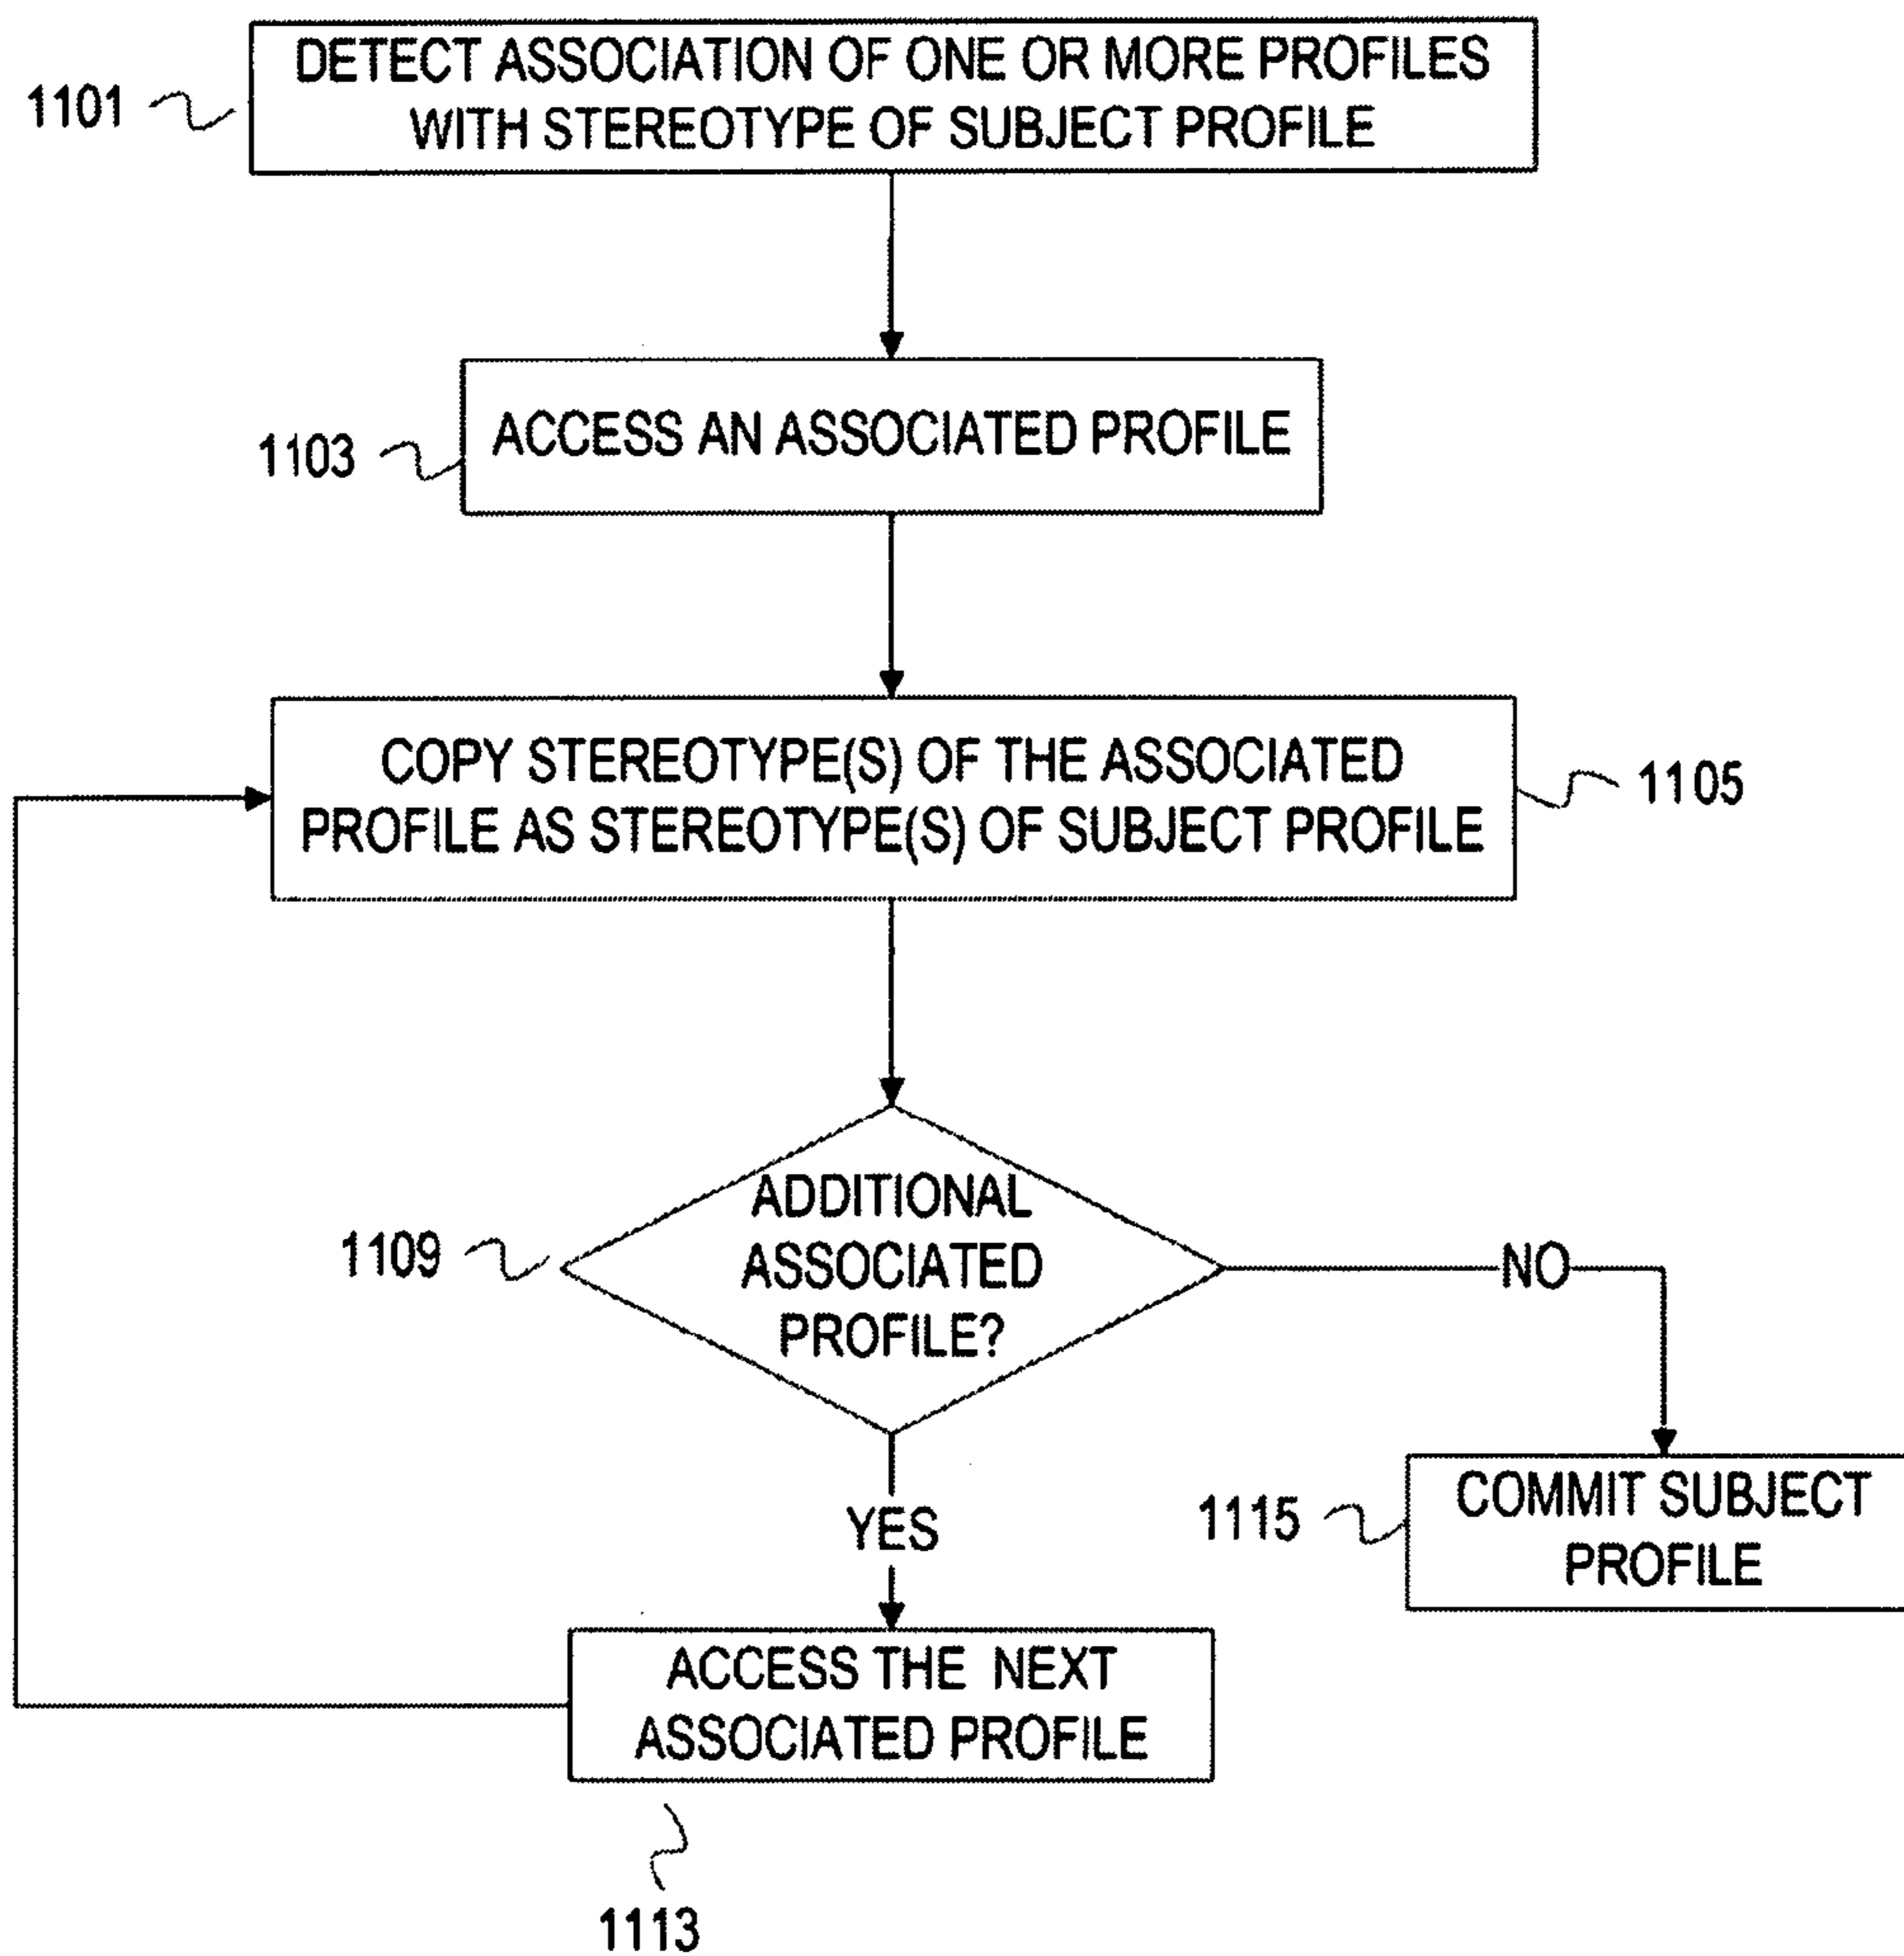 DETECT ASSOCIATION OF ONE OR MORE PROFILES
WITH STEREOTYPE OF SUBJECT PROFILE
1101
ACCESS AN ASSOCIATED PROFILE
1103
COPY STEREOTYPE(S) OF THE ASSOCIATED
PROFILE AS STEREOTYPE(S) OF SUBJECT PROFILE
1105
ADDITIONAL
ASSOCIATED
PROFILE?
1109
NO
YES
COMMIT SUBJECT
PROFILE
1115
ACCESS THE NEXT
ASSOCIATED PROFILE
1113